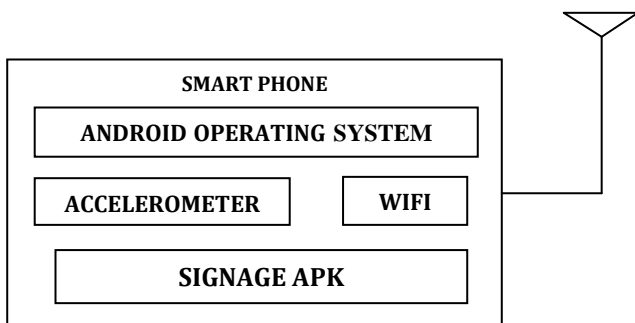 SMART PHONE
ANDROID OPERATING SYSTEM
ACCELEROMETER
WIFI
SIGNAGE APK